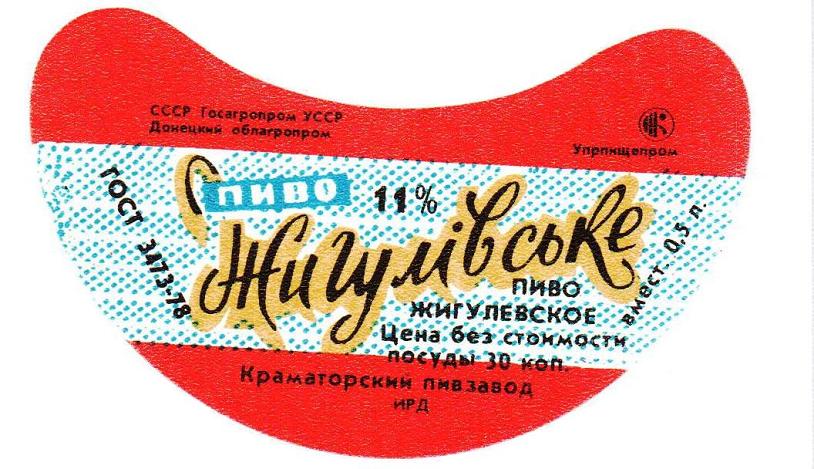 СССР Госагропром УССР
Донецкий облагропром
Упрпищепром
ГОСТ 3473-78
ПИВО
11%
Жигулівське
ПИВО
ЖИГУЛЕВСКОЕ
Цена без стоимости
посуды 30 коп.
вмест. 0,5 л.
Краматорский пивзавод
ИРД